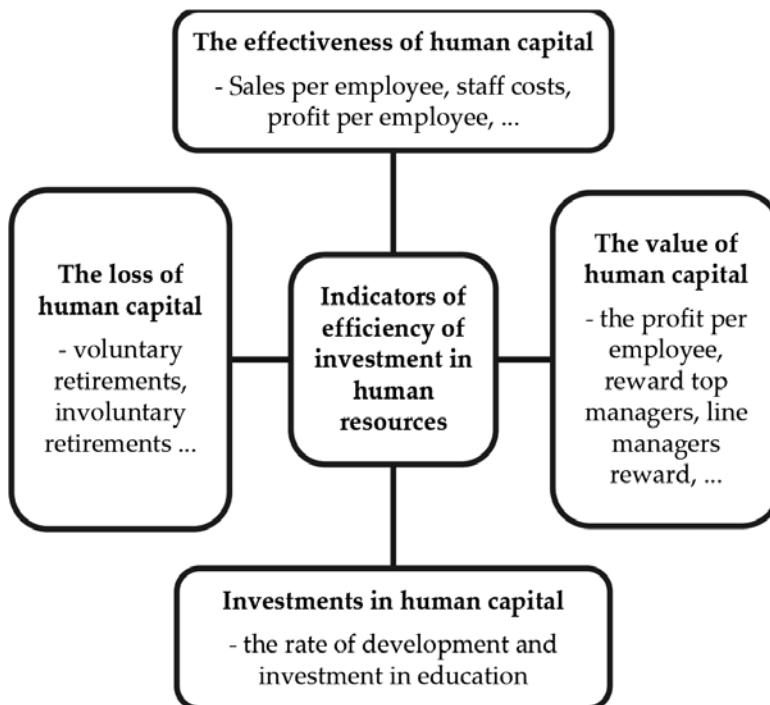 The effectiveness of human capital
- Sales per employee, staff costs,
profit per employee, ...
The loss of
human capital
- voluntary
retirements,
involuntary
retirements ...
Indicators of
efficiency of
investment in
human
resources
The value of
human capital
- the profit per
employee,
reward top
managers, line
managers
reward, ...
Investments in human capital
- the rate of development and
investment in education